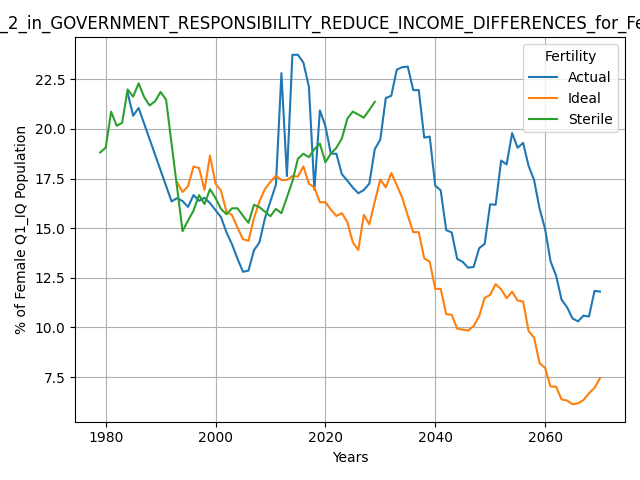 _2_in_GOVERNMENT_RESPONSIBILITY_REDUCE_INCOME_DIFFERENCES_for_Fe
Fertility
Actual
Ideal
Sterile
% of Female Q1_IQ Population
22.5
20.0
17.5
15.0
12.5
10.0
7.5
1980
2000
2020
2040
2060
Years